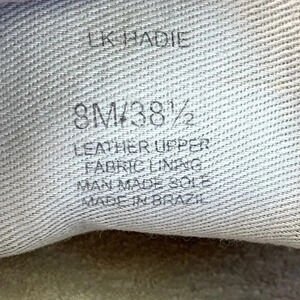 LK HADIE
8M/38½
LEATHER UPPER
FABRIC LINING
MAN MADE SOLE
MADE IN BRAZIL